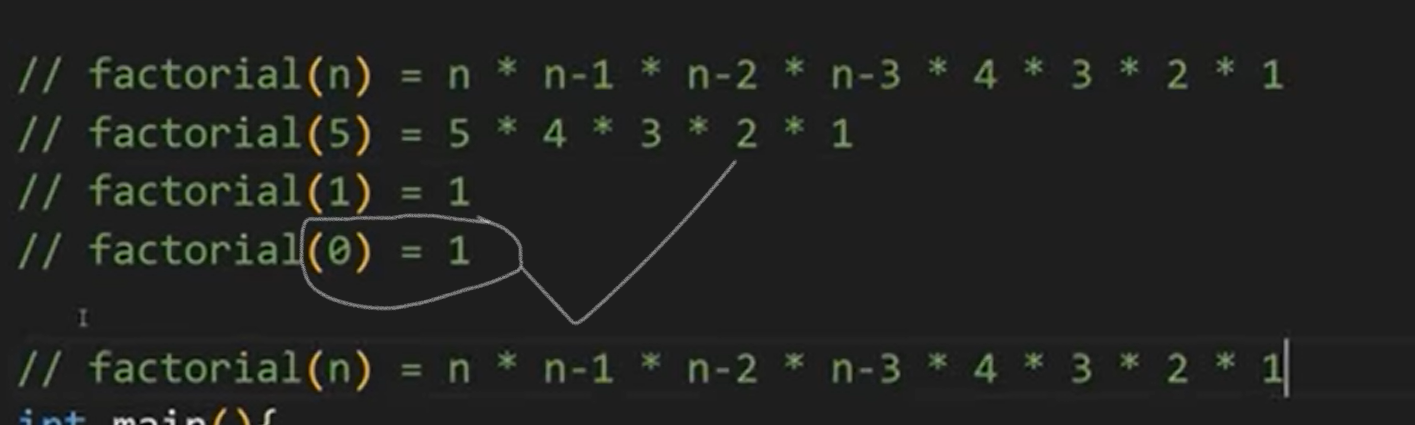 // factorial(n) = n * n-1 * n-2 * n-3 * 4 * 3 * 2 * 1
// factorial(5) = 5 * 4 * 3 * 2 * 1
// factorial(1) = 1
// factorial(0) = 1
// factorial(n) = n * n-1 * n-2 * n-3 * 4 * 3 * 2 * 1
int main(){